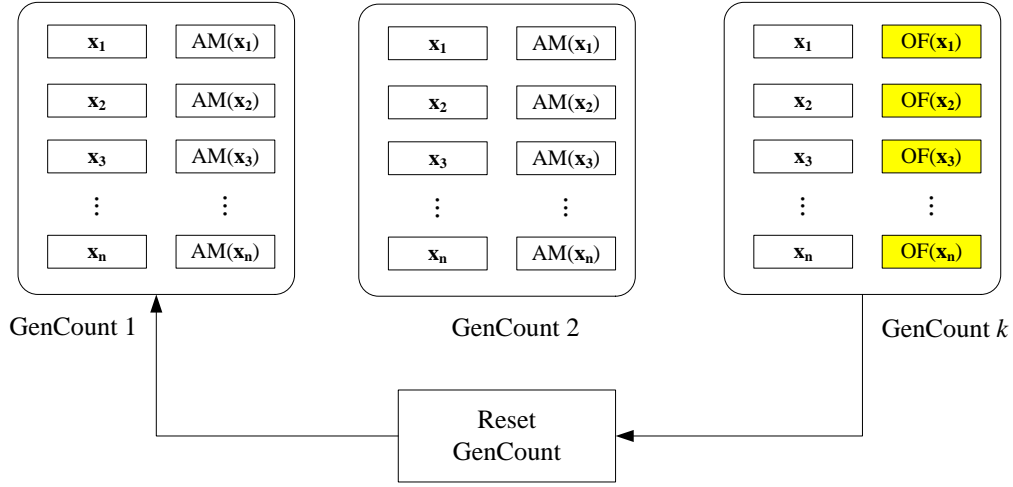 x₁ AM(x₁)
x₂ AM(x₂)
x₃ AM(x₃)
⋮ ⋮
xₙ AM(xₙ)
GenCount 1
x₁ AM(x₁)
x₂ AM(x₂)
x₃ AM(x₃)
⋮ ⋮
xₙ AM(xₙ)
GenCount 2
x₁ OF(x₁)
x₂ OF(x₂)
x₃ OF(x₃)
⋮ ⋮
xₙ OF(xₙ)
GenCount k
Reset
GenCount